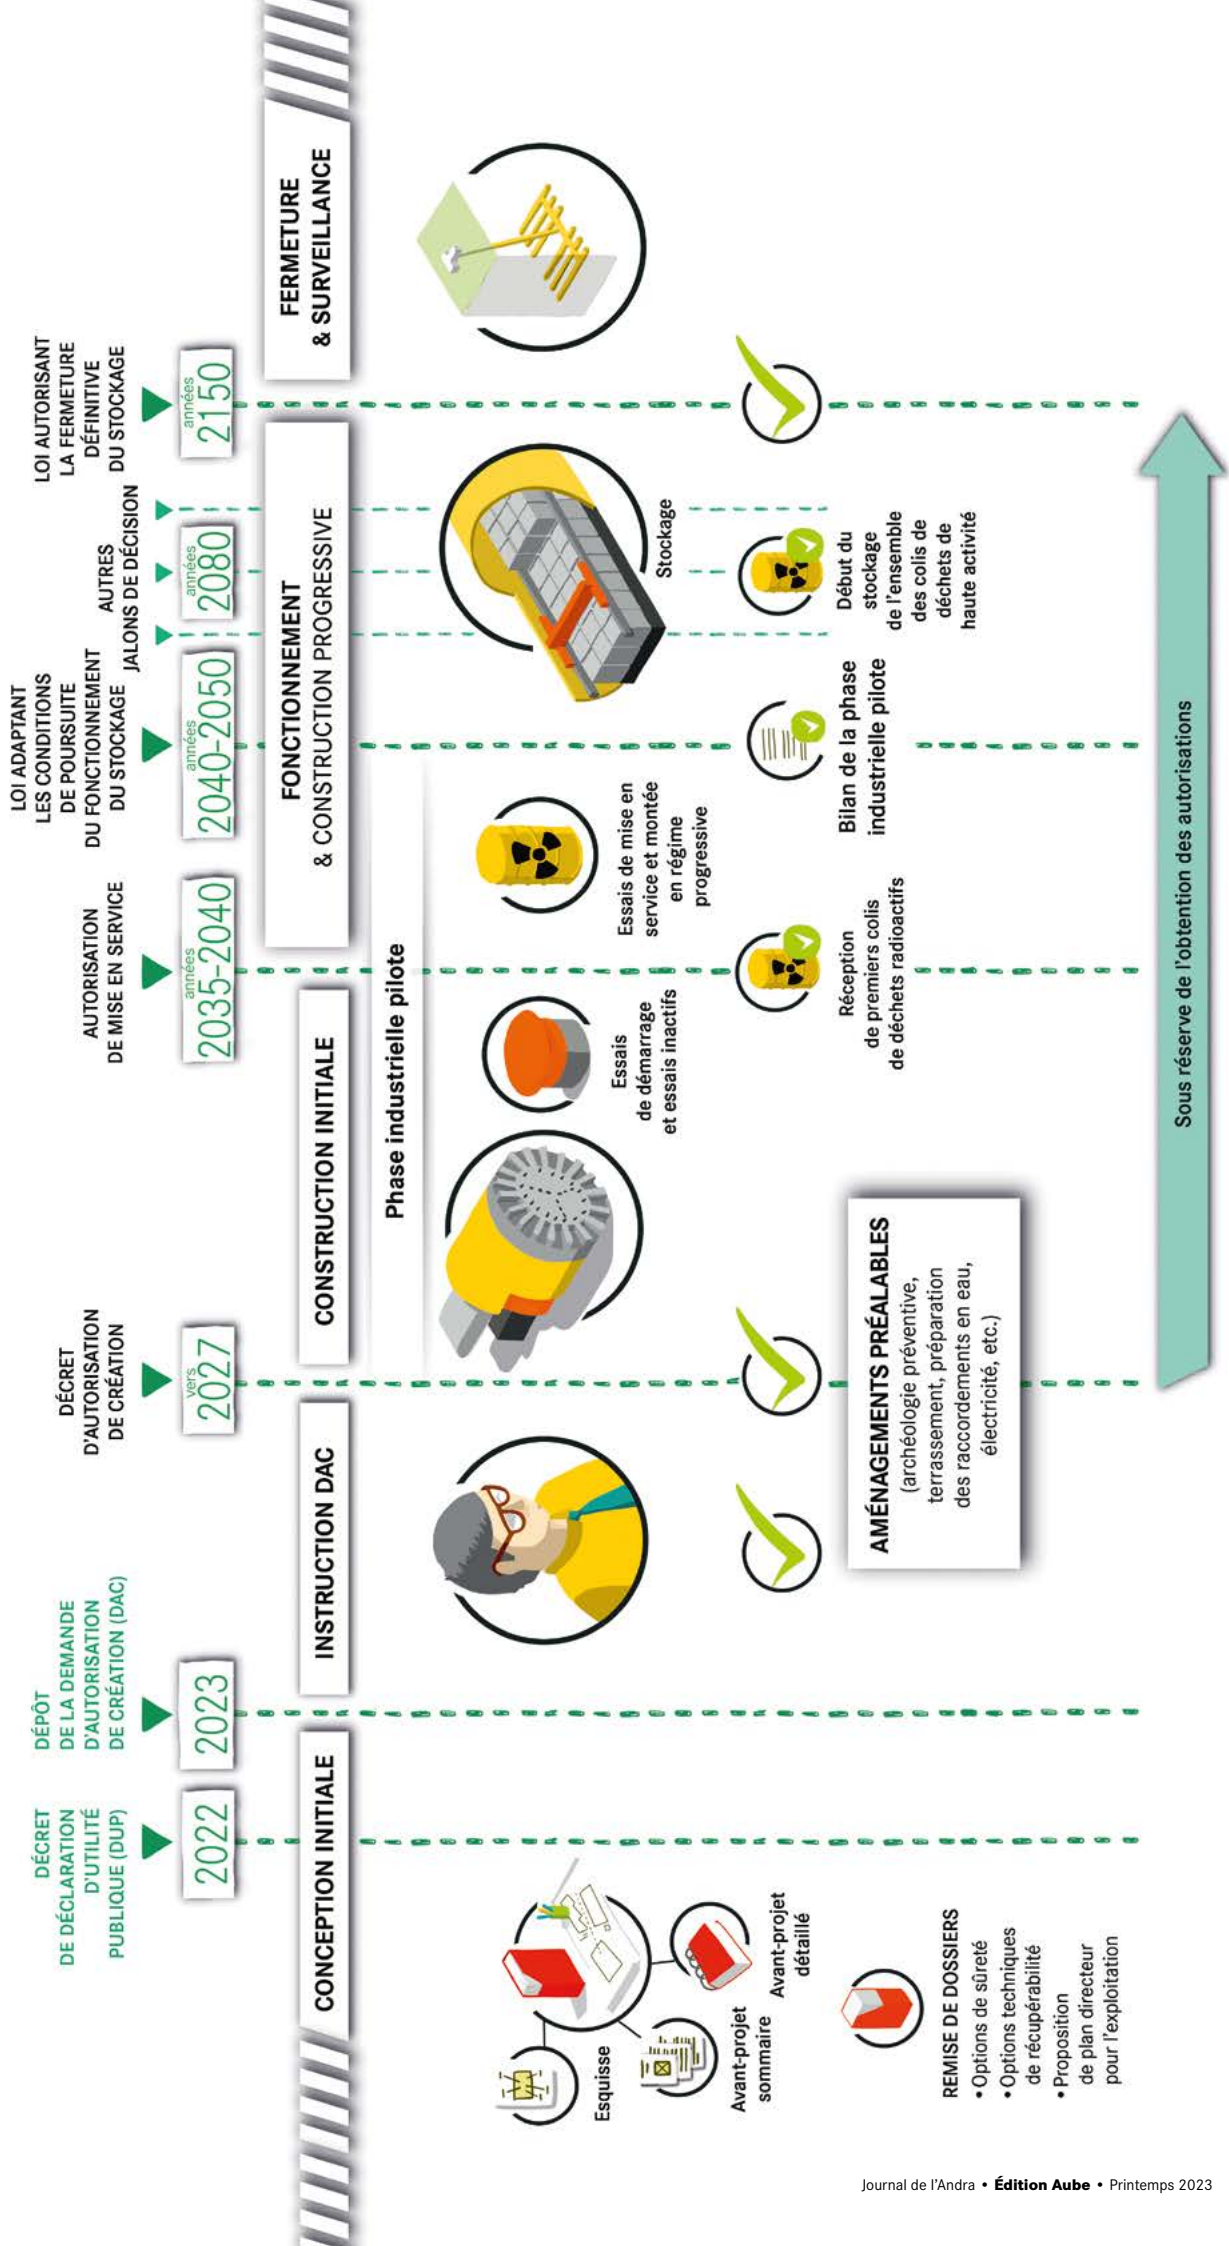 DÉCRET
DE DÉCLARATION
D'UTILITÉ
PUBLIQUE (DUP)
2022
DÉPÔT
DE LA DEMANDE
D'AUTORISATION
DE CRÉATION (DAC)
2023
DÉCRET
D'AUTORISATION
DE CRÉATION
vers
2027
AUTORISATION
DE MISE EN SERVICE
années
2035-2040
LOI ADAPTANT
LES CONDITIONS
DE POURSUITE
DU FONCTIONNEMENT
DU STOCKAGE
années
2040-2050
AUTRES
JALONS DE DÉCISION
années
2080
LOI AUTORISANT
LA FERMETURE
DÉFINITIVE
DU STOCKAGE
années
2150
CONCEPTION INITIALE
INSTRUCTION DAC
CONSTRUCTION INITIALE
FONCTIONNEMENT
& CONSTRUCTION PROGRESSIVE
FERMETURE
& SURVEILLANCE
Phase industrielle pilote
Esquisse
Avant-projet
sommaire
Avant-projet
détaillé
Essais
de démarrage
et essais inactifs
Essais de mise en
service et montée
en régime
progressive
Stockage
REMISE DE DOSSIERS
• Options de sûreté
• Options techniques
de récupérabilité
• Proposition
de plan directeur
pour l'exploitation
AMÉNAGEMENTS PRÉALABLES
(archéologie préventive,
terrassement, préparation
des raccordements en eau,
électricité, etc.)
Réception
de premiers colis
de déchets radioactifs
Bilan de la phase
industrielle pilote
Début du
stockage
de l'ensemble
des colis de
déchets de
haute activité
Sous réserve de l'obtention des autorisations
Journal de l'Andra • Édition Aube • Printemps 2023